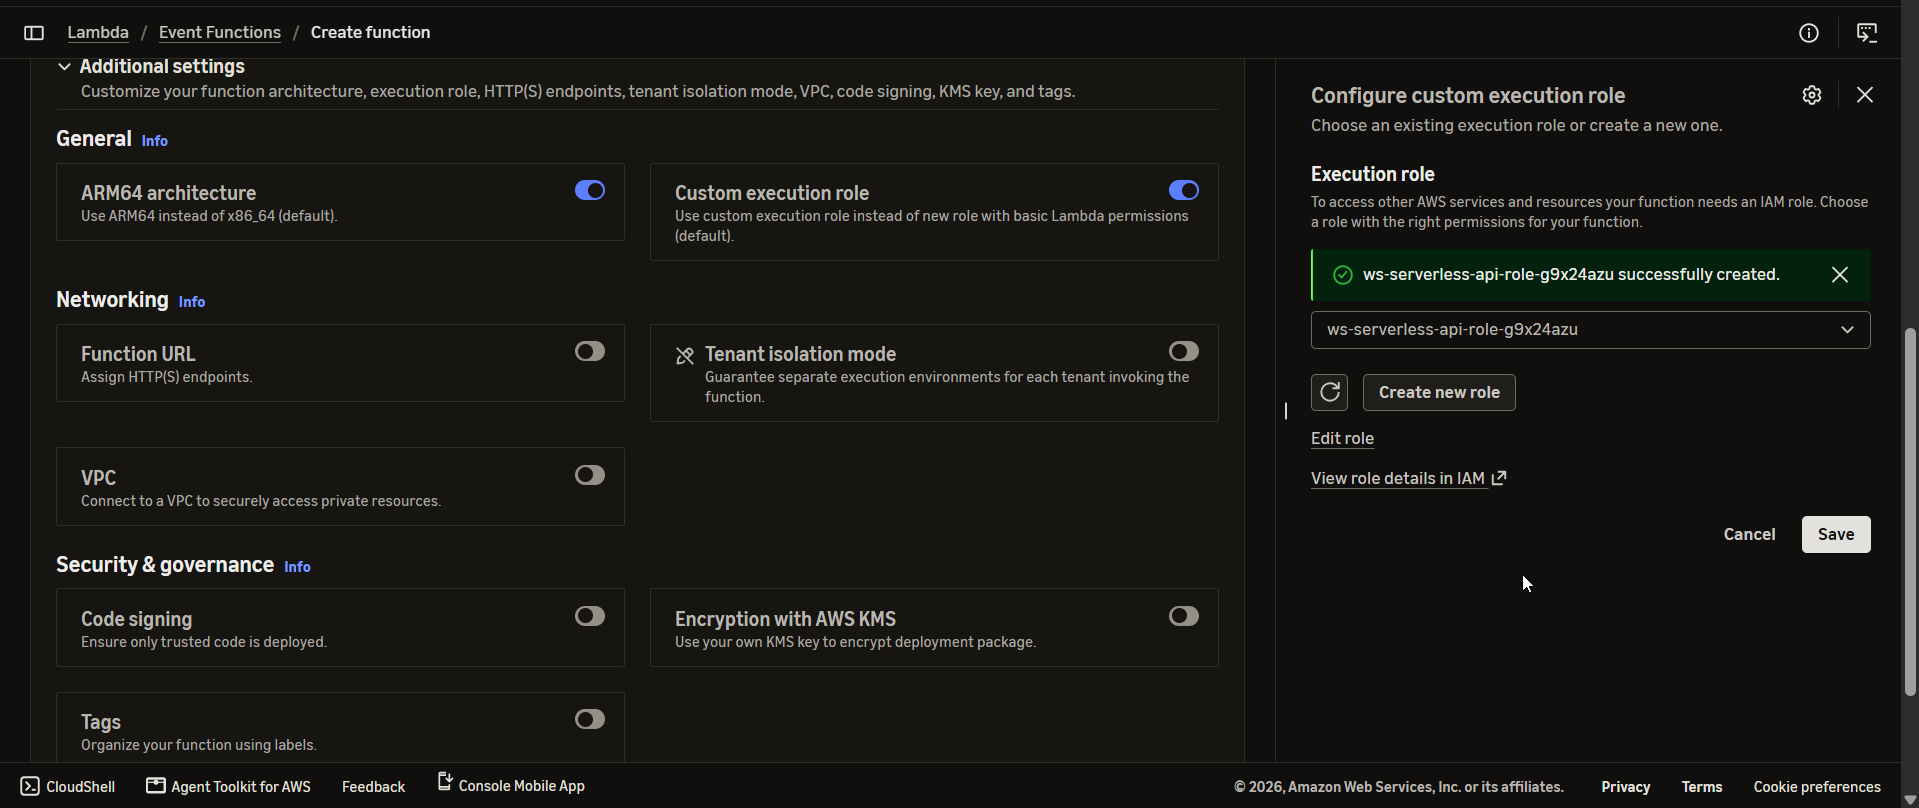 Lambda / Event Functions / Create function
Additional settings
Customize your function architecture, execution role, HTTP(S) endpoints, tenant isolation mode, VPC, code signing, KMS key, and tags.
General Info
ARM64 architecture
Use ARM64 instead of x86_64 (default).
Custom execution role
Use custom execution role instead of new role with basic Lambda permissions
(default).
Networking Info
Function URL
Assign HTTP(S) endpoints.
Tenant isolation mode
Guarantee separate execution environments for each tenant invoking the
function.
VPC
Connect to a VPC to securely access private resources.
Security & governance Info
Code signing
Ensure only trusted code is deployed.
Encryption with AWS KMS
Use your own KMS key to encrypt deployment package.
Tags
Organize your function using labels.
Configure custom execution role
Choose an existing execution role or create a new one.
Execution role
To access other AWS services and resources your function needs an IAM role. Choose
a role with the right permissions for your function.
ws-serverless-api-role-g9x24azu successfully created.
ws-serverless-api-role-g9x24azu
Create new role
Edit role
View role details in IAM
Cancel
Save
CloudShell
Agent Toolkit for AWS
Feedback
Console Mobile App
© 2026, Amazon Web Services, Inc. or its affiliates.
Privacy
Terms
Cookie preferences